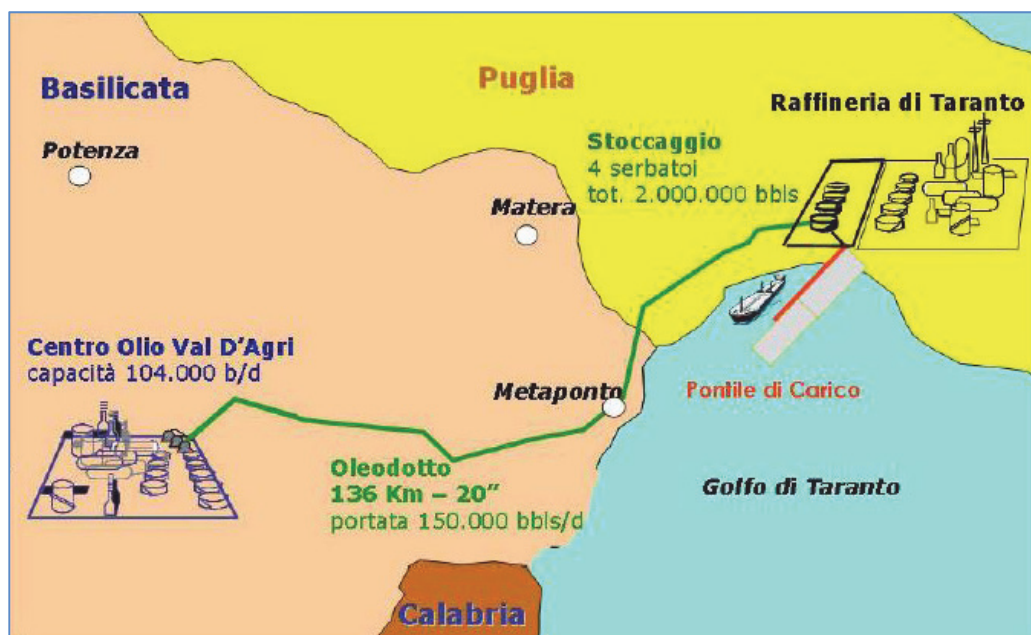 Basilicata
Puglia
Raffineria di Taranto
Potenza
Stoccaggio
4 serbatoi
tot. 2.000.000 bbls
Matera
Centro Olio Val D'Agri
capacità 104.000 b/d
Metaponto
Pontile di Carico
Oleodotto
136 Km – 20"
portata 150.000 bbls/d
Golfo di Taranto
Calabria